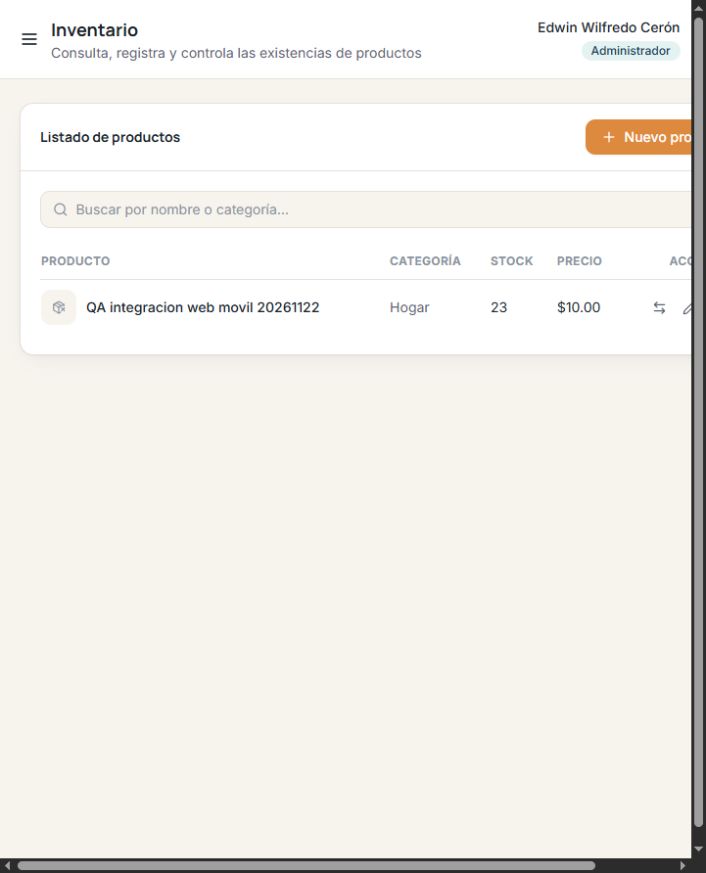 Inventario
Edwin Wilfredo Cerón
Consulta, registra y controla las existencias de productos
Administrador
Listado de productos
+ Nuevo pro
Buscar por nombre o categoría...
PRODUCTO CATEGORÍA STOCK PRECIO ACC
QA integracion web movil 20261122 Hogar 23 $10.00